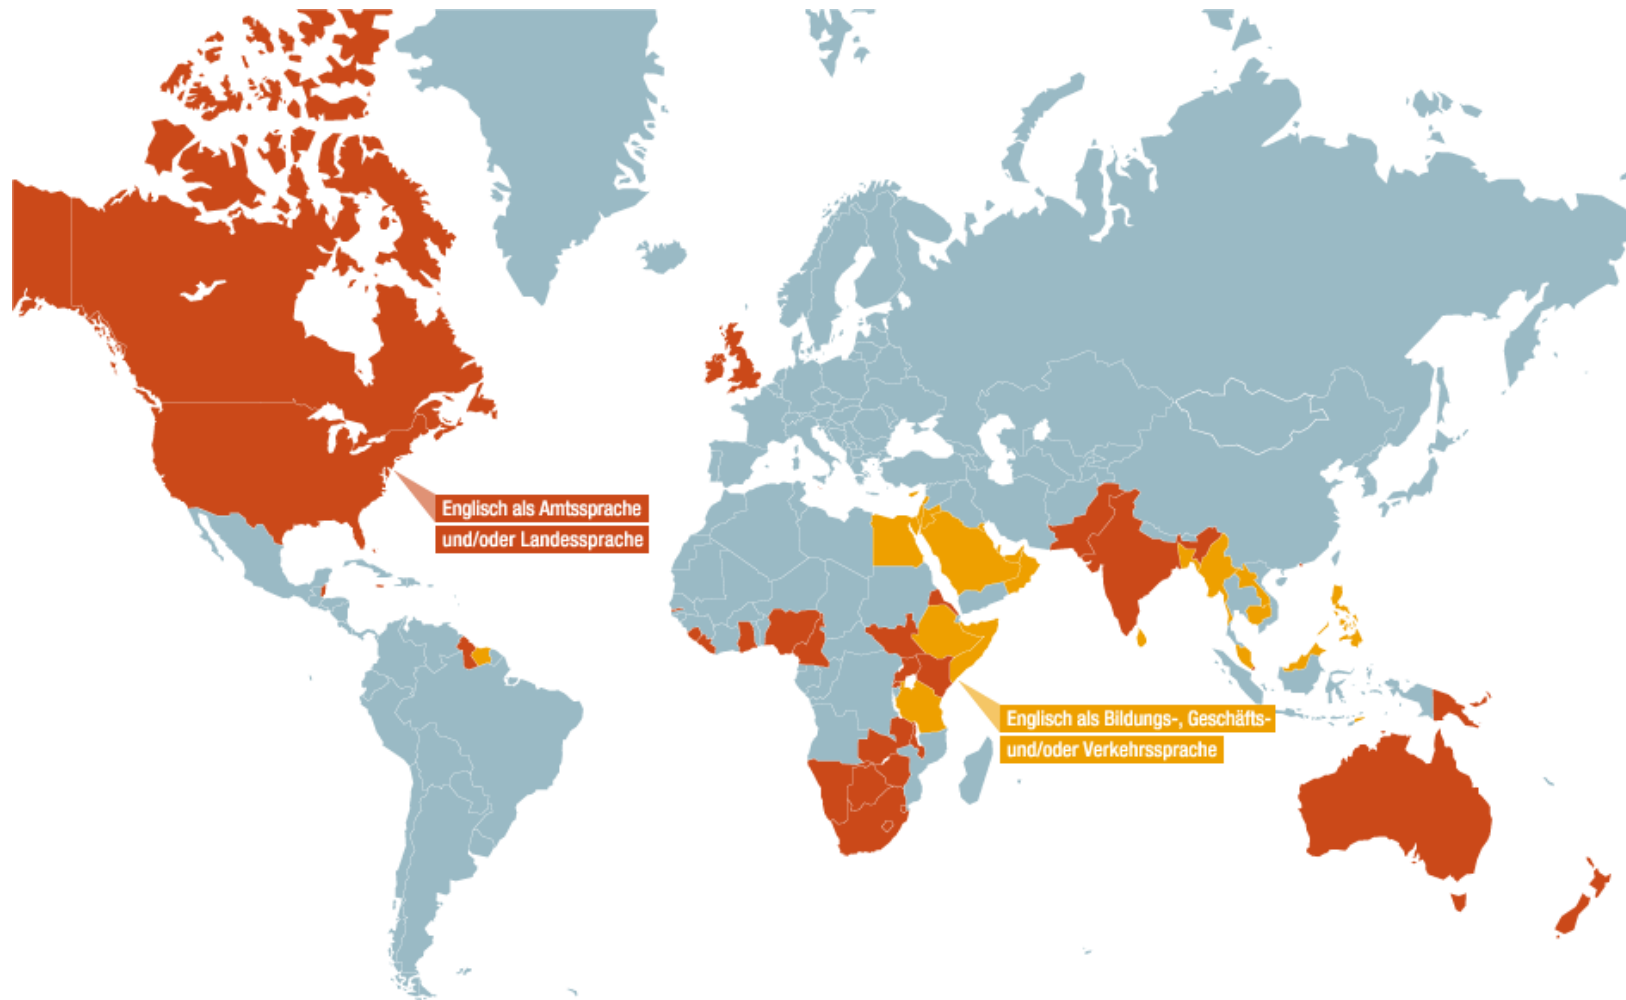 Englisch als Amtssprache
und/oder Landessprache
Englisch als Bildungs-, Geschäfts-
und/oder Verkehrssprache